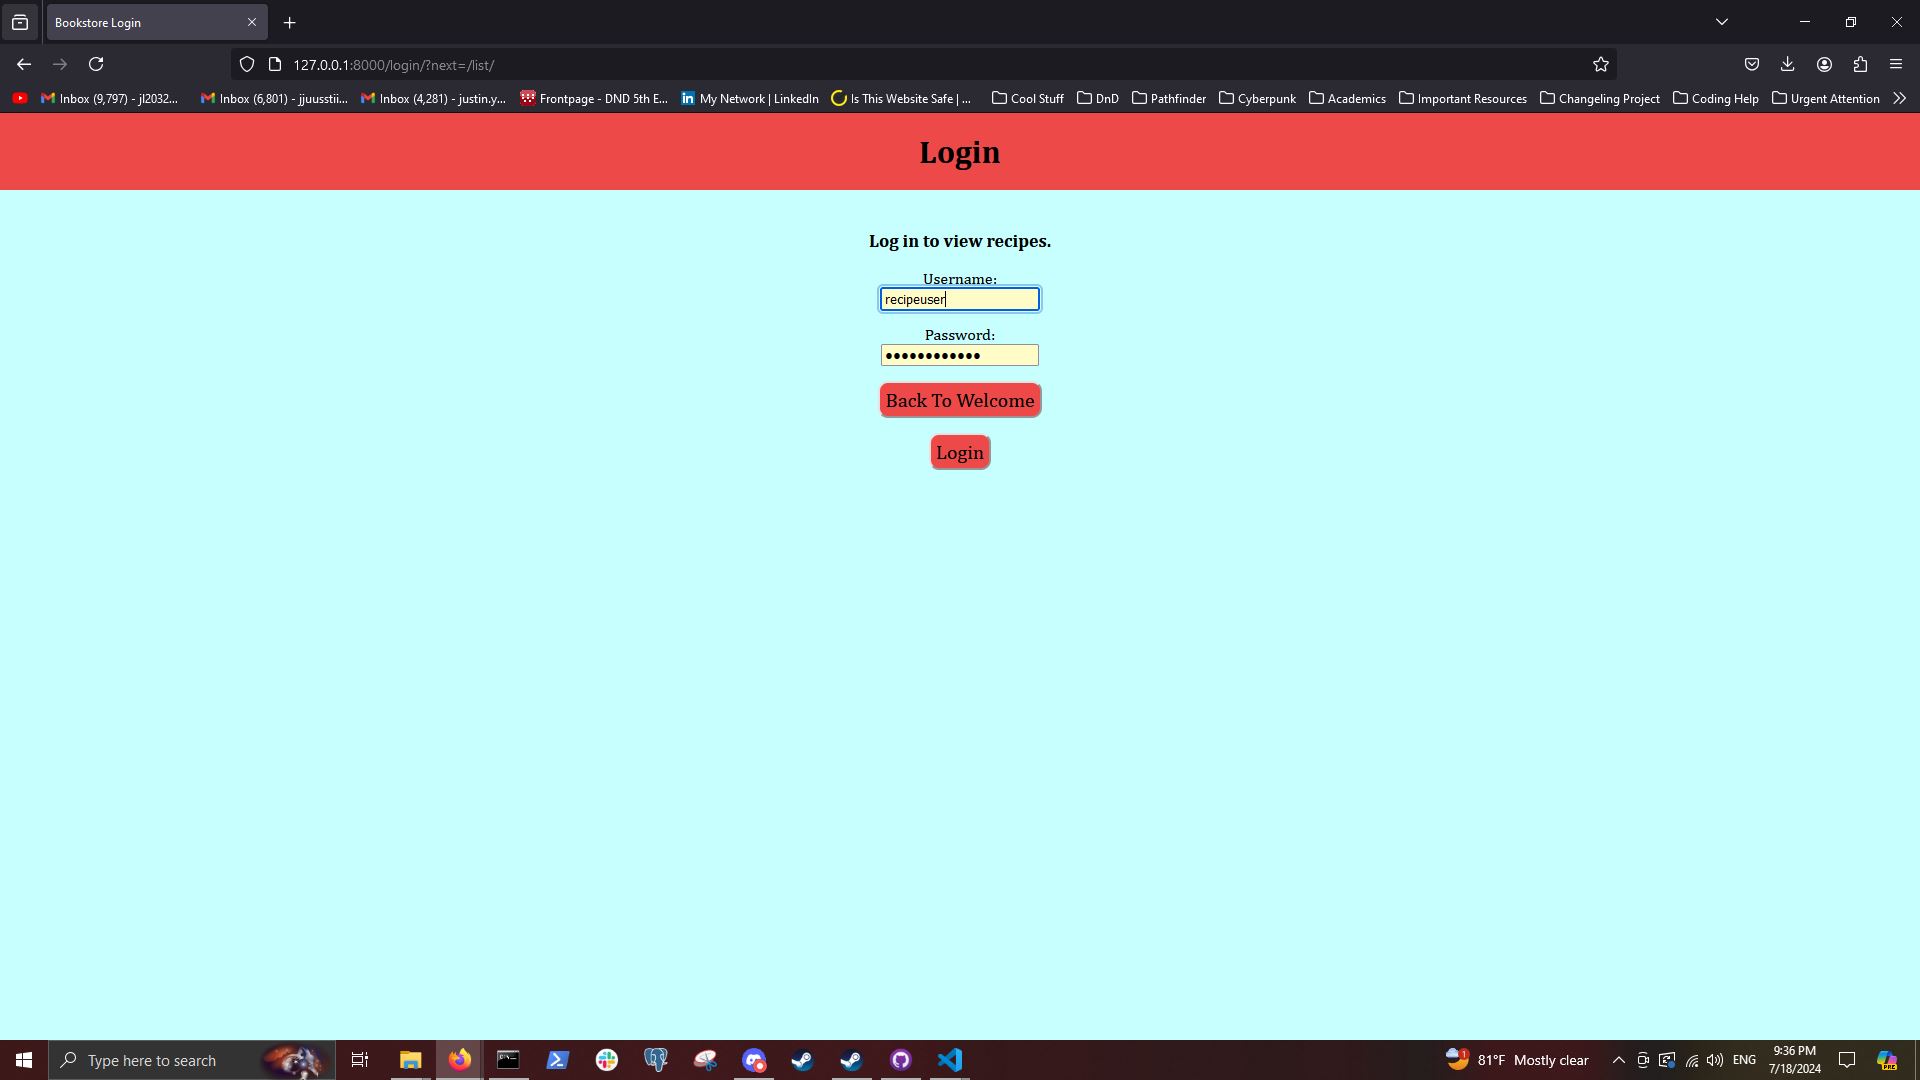 Bookstore Login
127.0.0.1:8000/login/?next=/list/
Inbox (9,797) - jl2032... Inbox (6,801) - jjuusstii... Inbox (4,281) - justin.y... Frontpage - DND 5th E... My Network | LinkedIn Is This Website Safe | ... Cool Stuff DnD Pathfinder Cyberpunk Academics Important Resources Changeling Project Coding Help Urgent Attention
Login
Log in to view recipes.
Username:
recipeuser
Password:
Back To Welcome
Login
Type here to search
1 81°F Mostly clear ENG 9:36 PM
7/18/2024
PRE